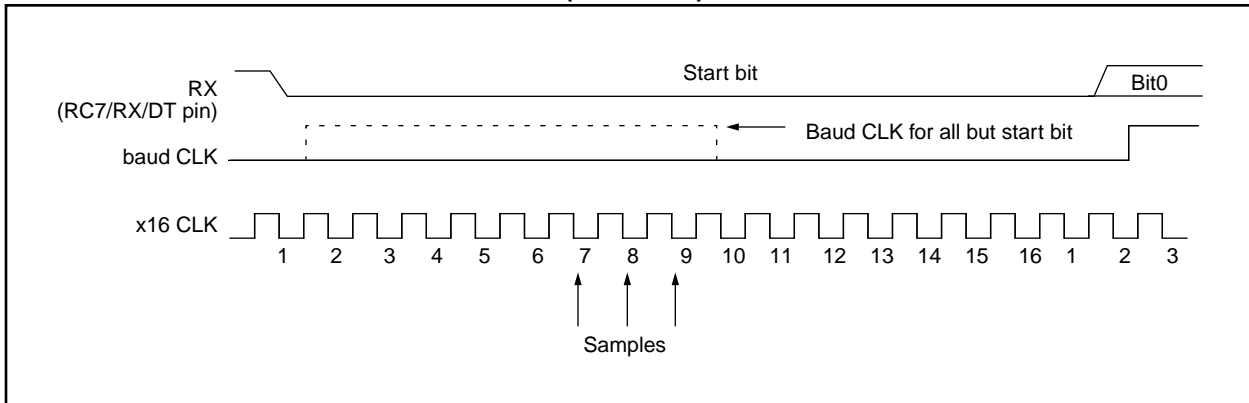 Start bit
RX
(RC7/RX/DT pin)
Bit0
Baud CLK for all but start bit
baud CLK
x16 CLK
1 2 3 4 5 6 7 8 9 10 11 12 13 14 15 16 1 2 3
Samples